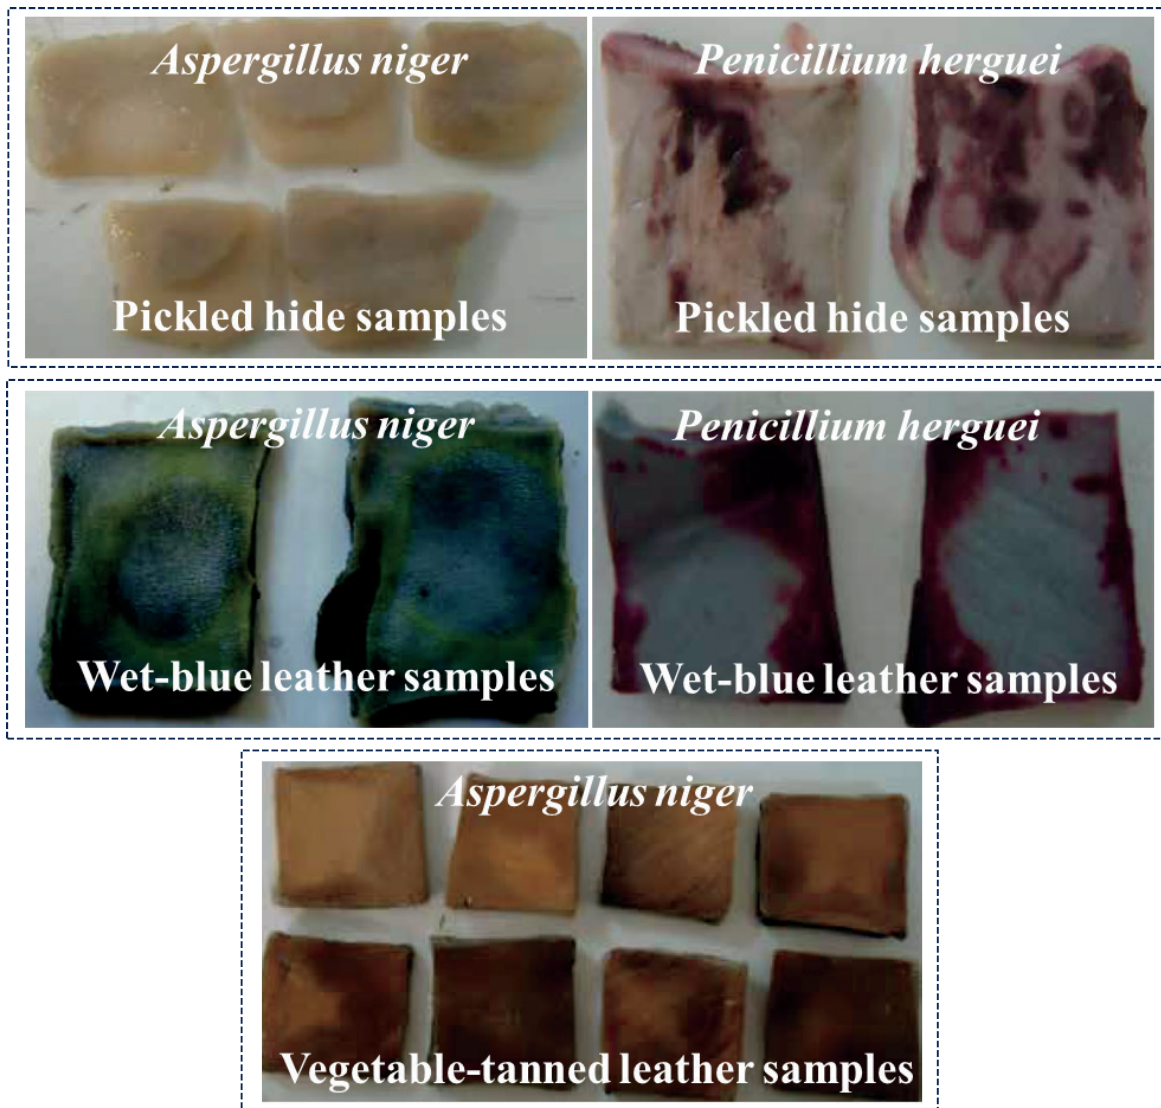 Aspergillus niger
Pickled hide samples
Penicillium herguei
Pickled hide samples
Aspergillus niger
Wet-blue leather samples
Penicillium herguei
Wet-blue leather samples
Aspergillus niger
Vegetable-tanned leather samples